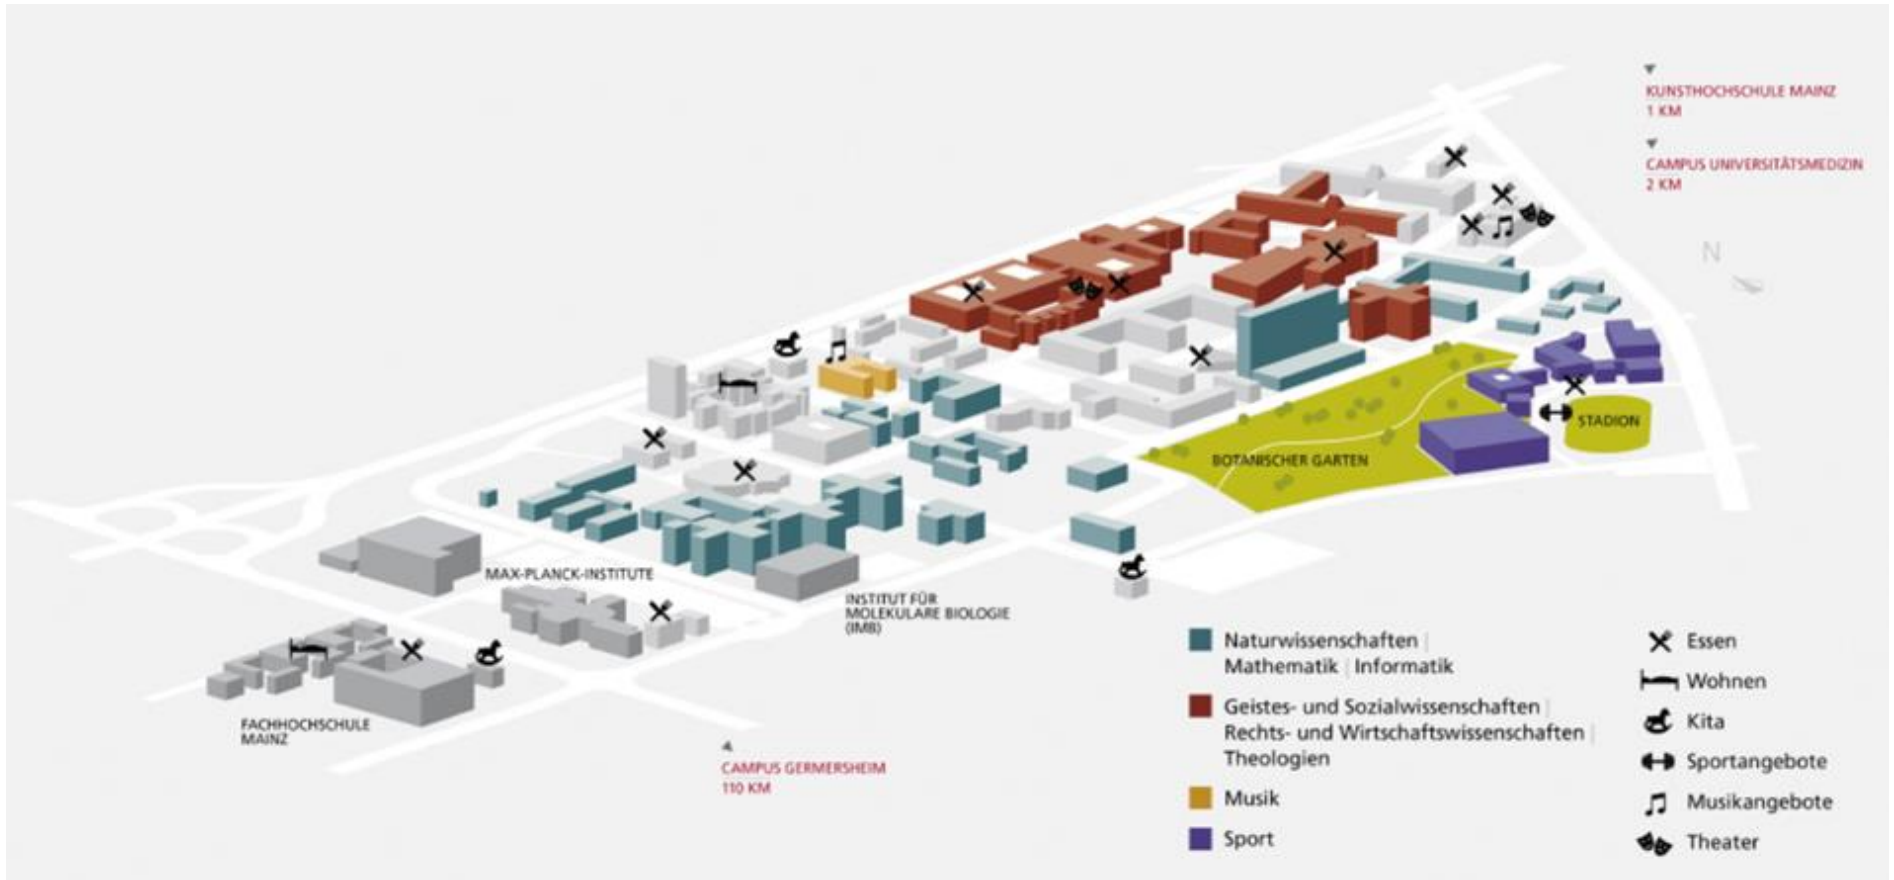 KUNSTHOCHSCHULE MAINZ
1 KM
CAMPUS UNIVERSITÄTSMEDIZIN
2 KM
N
STADION
BOTANISCHER GARTEN
MAX-PLANCK-INSTITUTE
INSTITUT FÜR
MOLEKULARE BIOLOGIE
(IMB)
FACHHOCHSCHULE
MAINZ
CAMPUS GERMERSHEIM
110 KM
Naturwissenschaften |
Mathematik | Informatik
Geistes- und Sozialwissenschaften |
Rechts- und Wirtschaftswissenschaften |
Theologien
Musik
Sport
Essen
Wohnen
Kita
Sportangebote
Musikangebote
Theater